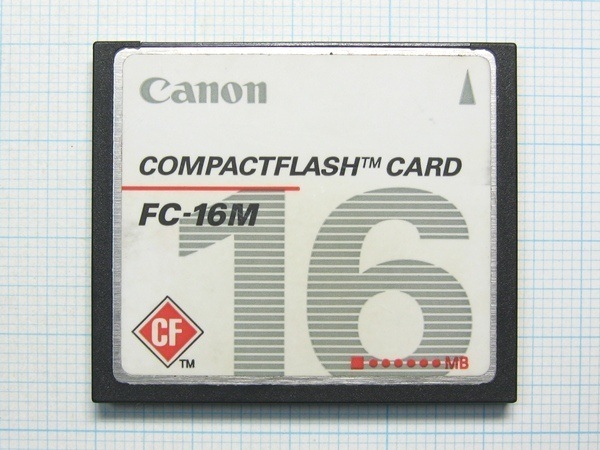 Canon
COMPACTFLASH™ CARD
FC-16M
16
CF
TM
MB